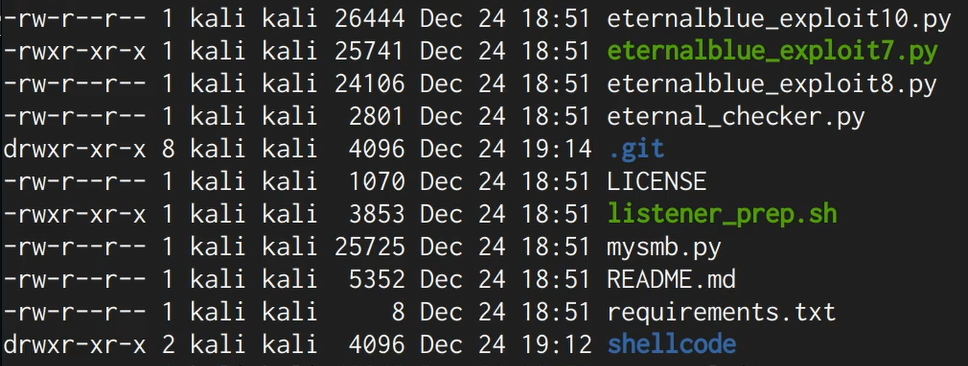 -rw-r--r-- 1 kali kali 26444 Dec 24 18:51 eternalblue_exploit10.py
-rwxr-xr-x 1 kali kali 25741 Dec 24 18:51 eternalblue_exploit7.py
-rw-r--r-- 1 kali kali 24106 Dec 24 18:51 eternalblue_exploit8.py
-rw-r--r-- 1 kali kali 2801 Dec 24 18:51 eternal_checker.py
drwxr-xr-x 8 kali kali 4096 Dec 24 19:14 .git
-rw-r--r-- 1 kali kali 1070 Dec 24 18:51 LICENSE
-rwxr-xr-x 1 kali kali 3853 Dec 24 18:51 listener_prep.sh
-rw-r--r-- 1 kali kali 25725 Dec 24 18:51 mysmb.py
-rw-r--r-- 1 kali kali 5352 Dec 24 18:51 README.md
-rw-r--r-- 1 kali kali 8 Dec 24 18:51 requirements.txt
drwxr-xr-x 2 kali kali 4096 Dec 24 19:12 shellcode